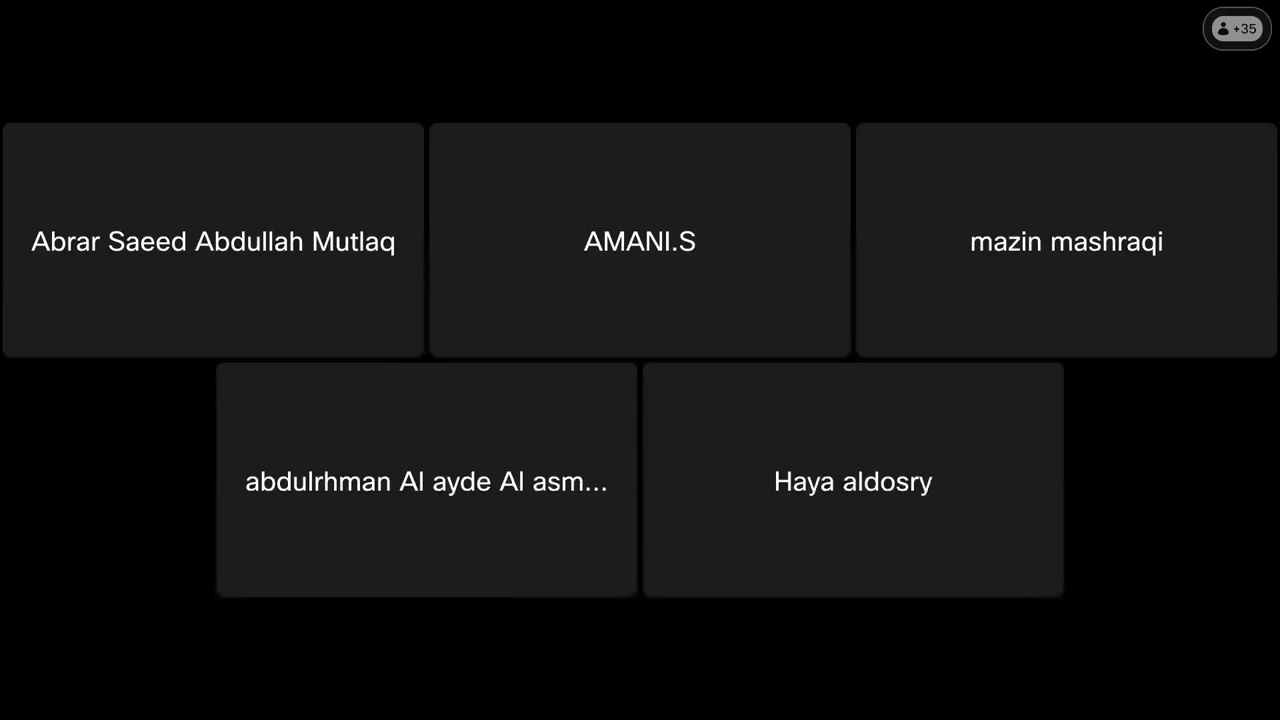 +35
Abrar Saeed Abdullah Mutlaq
AMANI.S
mazin mashraqi
abdulrhman Al ayde Al asm...
Haya aldosry